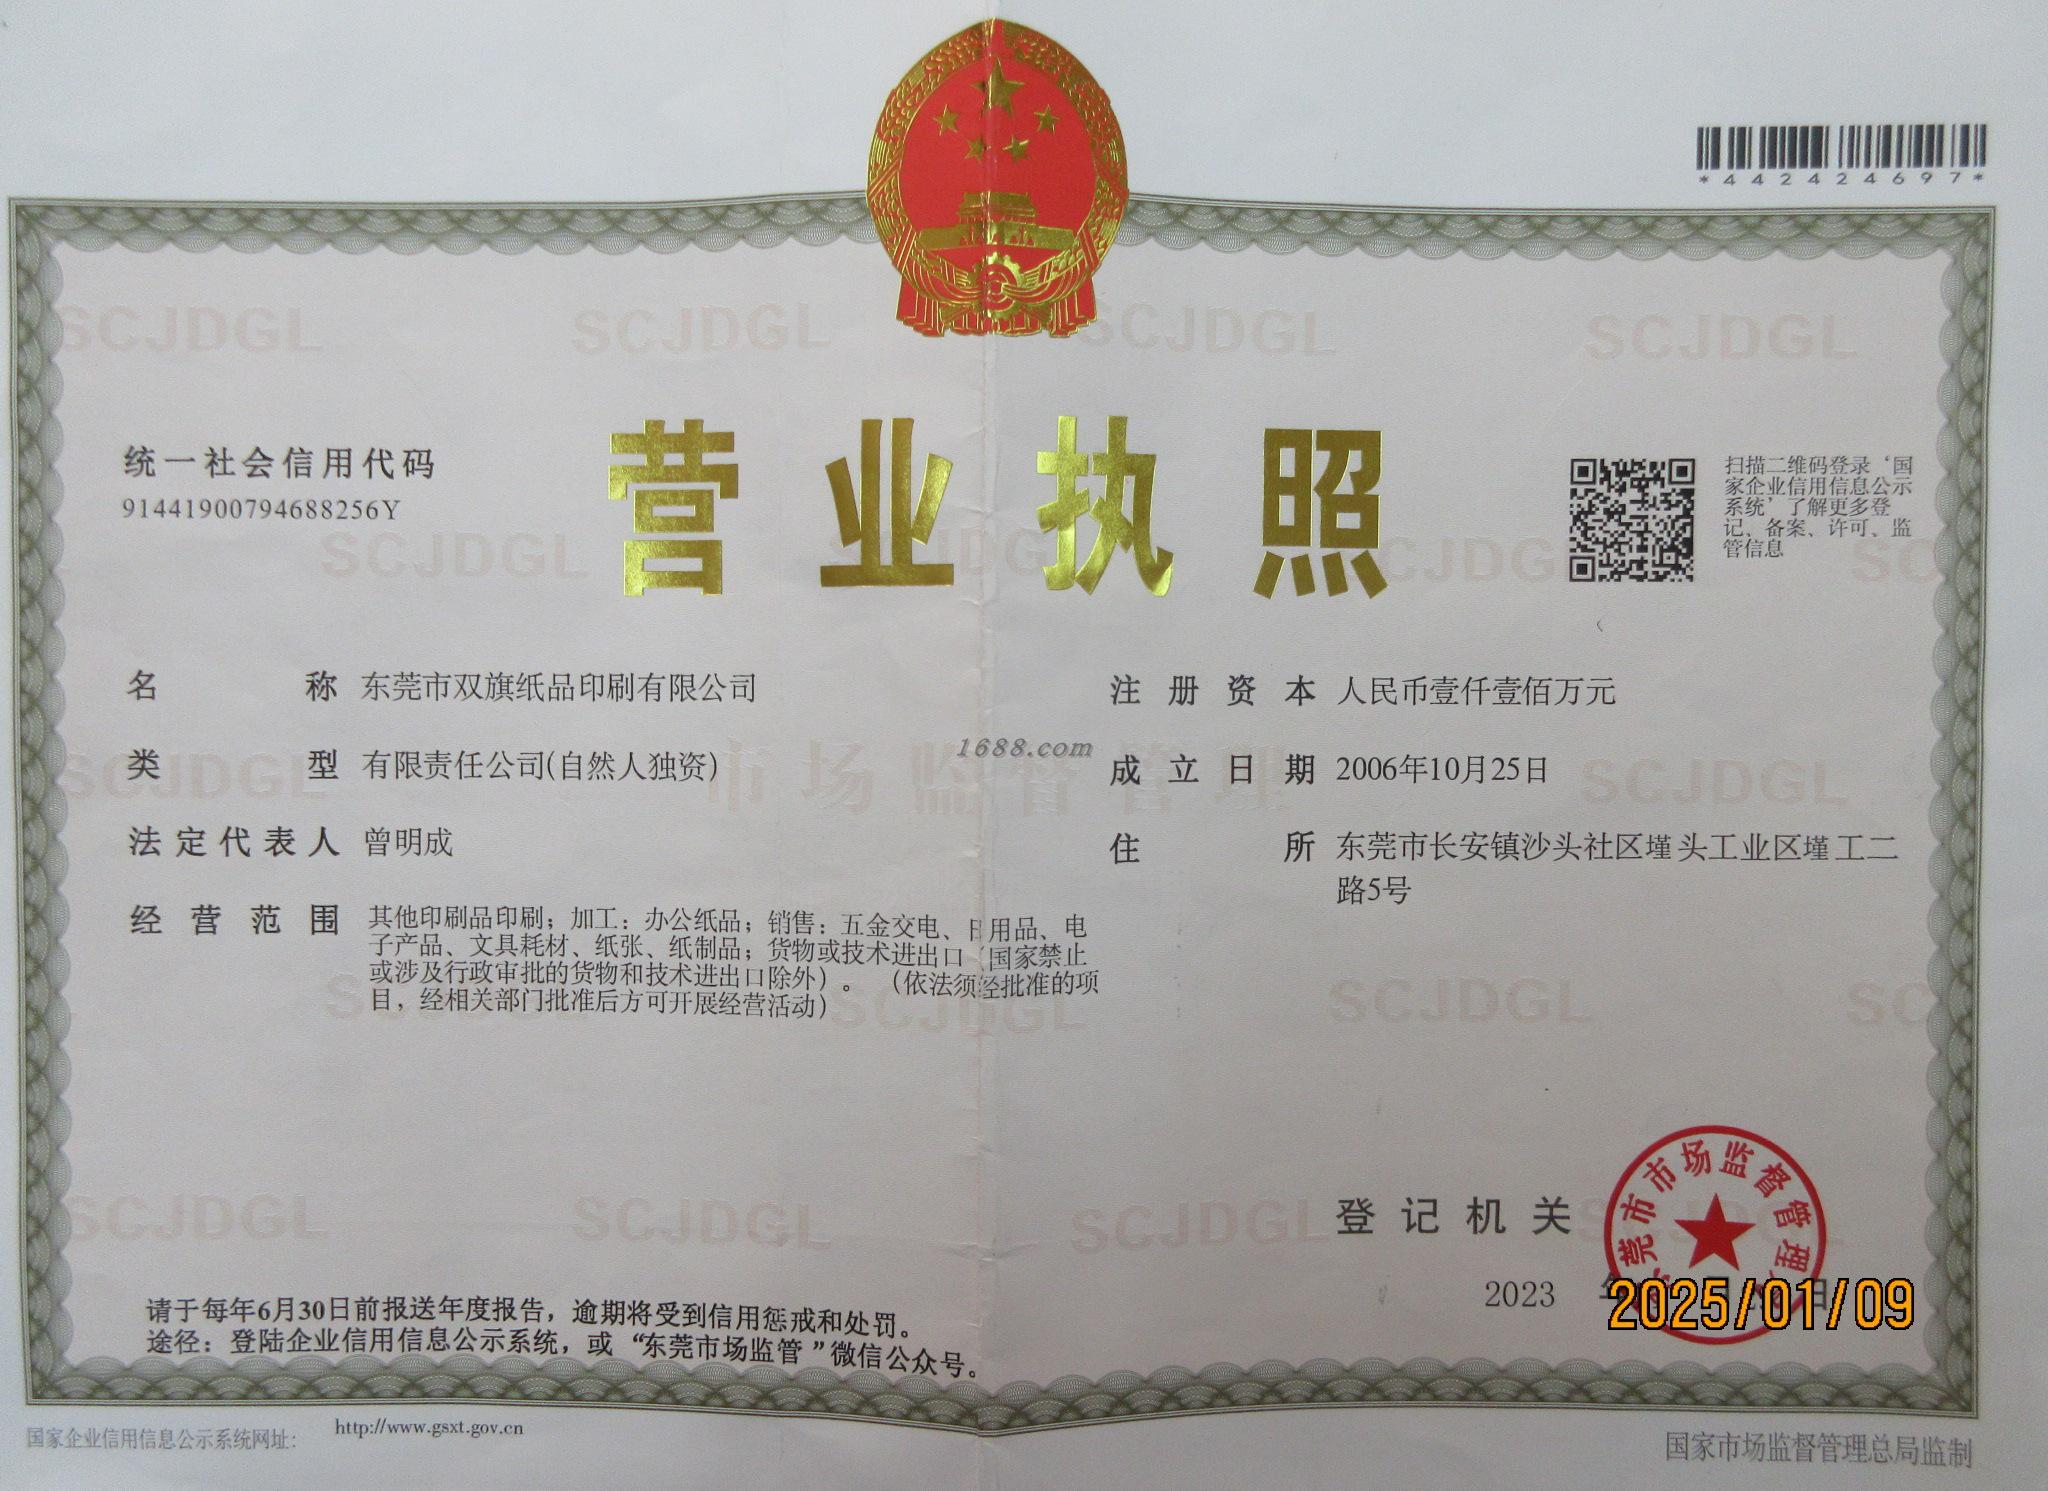 *442424697*
统一社会信用代码
91441900794688256Y
营业执照
扫描二维码登录‘国
家企业信用信息公示
系统’了解更多登
记、备案、许可、监
管信息
名称 东莞市双旗纸品印刷有限公司
类型 有限责任公司(自然人独资)
法定代表人 曾明成
经营范围 其他印刷品印刷；加工：办公纸品；销售：五金交电、日用品、电
子产品、文具耗材、纸张、纸制品；货物或技术进出口（国家禁止
或涉及行政审批的货物和技术进出口除外）。（依法须经批准的项
目，经相关部门批准后方可开展经营活动）
注册资本 人民币壹仟壹佰万元
成立日期 2006年10月25日
住所 东莞市长安镇沙头社区墐头工业区墐工二
路5号
1688.com
市场监督管理
SCJDGL
登记机关
东莞市市场监督管理
2023 年
2025/01/09
请于每年6月30日前报送年度报告，逾期将受到信用惩戒和处罚。
途径：登陆企业信用信息公示系统，或“东莞市场监管”微信公众号。
国家企业信用信息公示系统网址：
http://www.gsxt.gov.cn
国家市场监督管理总局监制